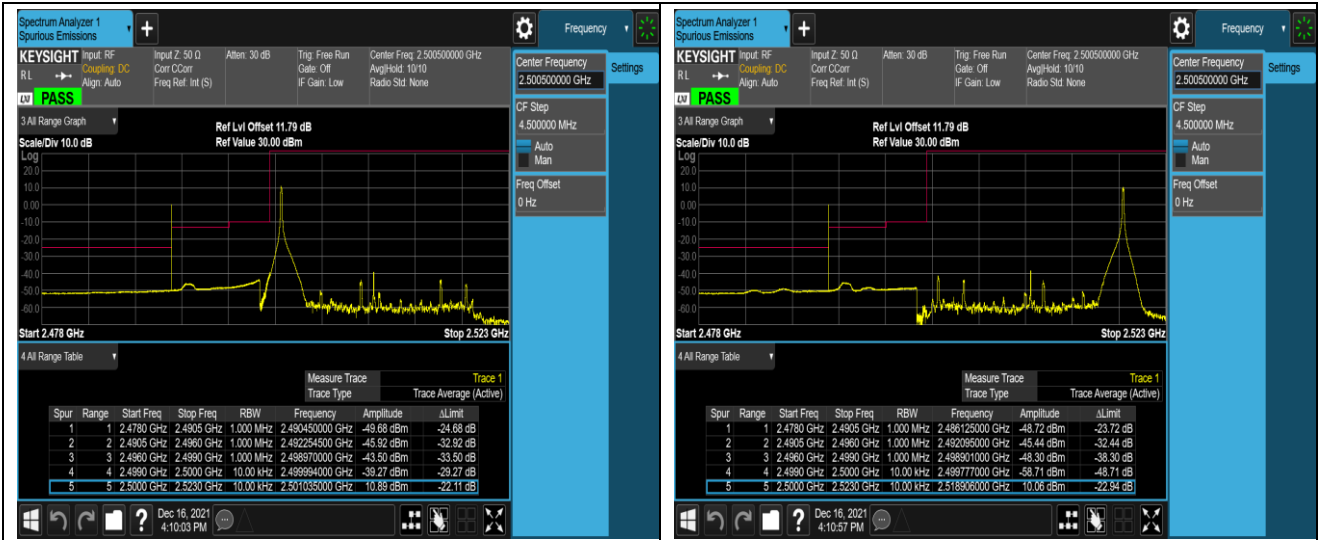 Spectrum Analyzer 1
Spurious Emissions
+
Frequency
KEYSIGHT Input: RF Input Z: 50 Ω Atten: 30 dB Trig: Free Run Center Freq: 2.500500000 GHz
RL Coupling: DC Corr CCorr Gate: Off Avg|Hold: 10/10
Align: Auto Freq Ref: Int (S) IF Gain: Low Radio Std: None
LXI PASS
Center Frequency
2.500500000 GHz
Settings
CF Step
4.500000 MHz
Auto
Man
Freq Offset
0 Hz
3 All Range Graph
Ref Lvl Offset 11.79 dB
Scale/Div 10.0 dB Ref Value 30.00 dBm
Log
20.0
10.0
0.00
-10.0
-20.0
-30.0
-40.0
-50.0
-60.0
Start 2.478 GHz Stop 2.523 GHz
4 All Range Table
Measure Trace Trace 1
Trace Type Trace Average (Active)
Spur Range Start Freq Stop Freq RBW Frequency Amplitude ΔLimit
1 1 2.4780 GHz 2.4905 GHz 1.000 MHz 2.490450000 GHz -49.68 dBm -24.68 dB
2 2 2.4905 GHz 2.4960 GHz 1.000 MHz 2.492254500 GHz -45.92 dBm -32.92 dB
3 3 2.4960 GHz 2.4990 GHz 1.000 MHz 2.498970000 GHz -43.50 dBm -33.50 dB
4 4 2.4990 GHz 2.5000 GHz 10.00 kHz 2.499994000 GHz -39.27 dBm -29.27 dB
5 5 2.5000 GHz 2.5230 GHz 10.00 kHz 2.501035000 GHz 10.89 dBm -22.11 dB
?
Dec 16, 2021
4:10:03 PM
Spectrum Analyzer 1
Spurious Emissions
+
Frequency
KEYSIGHT Input: RF Input Z: 50 Ω Atten: 30 dB Trig: Free Run Center Freq: 2.500500000 GHz
RL Coupling: DC Corr CCorr Gate: Off Avg|Hold: 10/10
Align: Auto Freq Ref: Int (S) IF Gain: Low Radio Std: None
LXI PASS
Center Frequency
2.500500000 GHz
Settings
CF Step
4.500000 MHz
Auto
Man
Freq Offset
0 Hz
3 All Range Graph
Ref Lvl Offset 11.79 dB
Scale/Div 10.0 dB Ref Value 30.00 dBm
Log
20.0
10.0
0.00
-10.0
-20.0
-30.0
-40.0
-50.0
-60.0
Start 2.478 GHz Stop 2.523 GHz
4 All Range Table
Measure Trace Trace 1
Trace Type Trace Average (Active)
Spur Range Start Freq Stop Freq RBW Frequency Amplitude ΔLimit
1 1 2.4780 GHz 2.4905 GHz 1.000 MHz 2.486125000 GHz -48.72 dBm -23.72 dB
2 2 2.4905 GHz 2.4960 GHz 1.000 MHz 2.492095000 GHz -45.44 dBm -32.44 dB
3 3 2.4960 GHz 2.4990 GHz 1.000 MHz 2.498901000 GHz -48.30 dBm -38.30 dB
4 4 2.4990 GHz 2.5000 GHz 10.00 kHz 2.499777000 GHz -58.71 dBm -48.71 dB
5 5 2.5000 GHz 2.5230 GHz 10.00 kHz 2.518906000 GHz 10.06 dBm -22.94 dB
?
Dec 16, 2021
4:10:57 PM